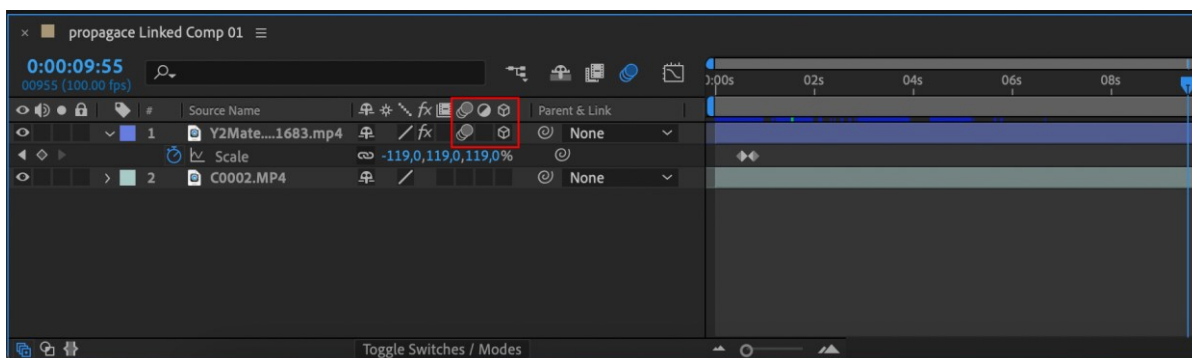 propagace Linked Comp 01
0:00:09:55
00955 (100.00 fps)
):00s 02s 04s 06s 08s
# Source Name fx Parent & Link
1 Y2Mate....1683.mp4 fx None
Scale -119,0,119,0,119,0%
2 C0002.MP4 None
Toggle Switches / Modes